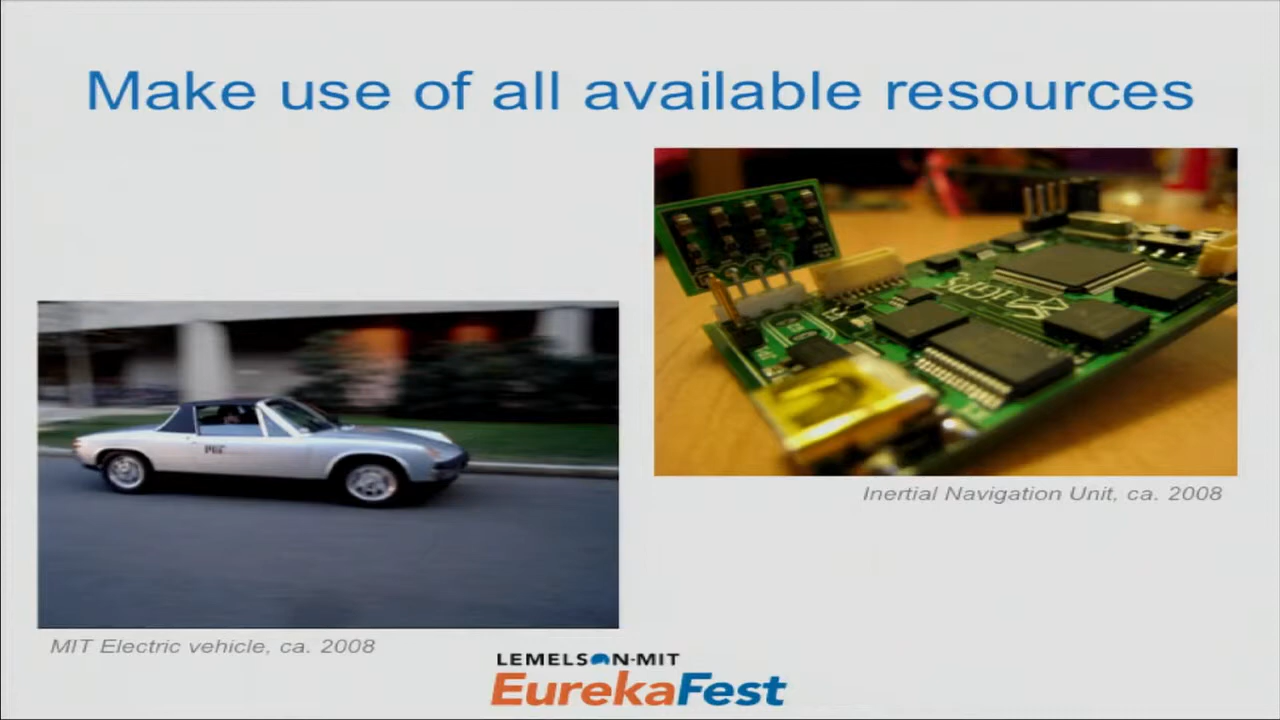 Make use of all available resources
Inertial Navigation Unit, ca. 2008
MIT
MIT Electric vehicle, ca. 2008
LEMELSON-MIT
EurekaFest